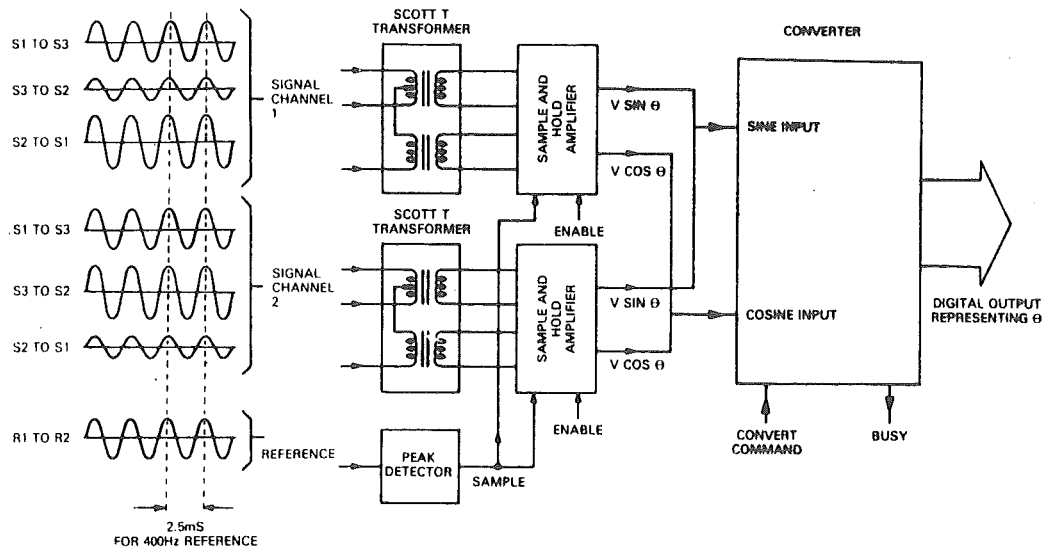 S1 TO S3
S3 TO S2
S2 TO S1
SIGNAL
CHANNEL
1
SCOTT T
TRANSFORMER
SAMPLE AND
HOLD
AMPLIFIER
V SIN Θ
V COS Θ
ENABLE
CONVERTER
SINE INPUT
COSINE INPUT
DIGITAL OUTPUT
REPRESENTING Θ
CONVERT
COMMAND
BUSY
S1 TO S3
S3 TO S2
S2 TO S1
SIGNAL
CHANNEL
2
SCOTT T
TRANSFORMER
SAMPLE AND
HOLD
AMPLIFIER
V SIN Θ
V COS Θ
ENABLE
R1 TO R2
REFERENCE
PEAK
DETECTOR
SAMPLE
2.5mS
FOR 400Hz REFERENCE